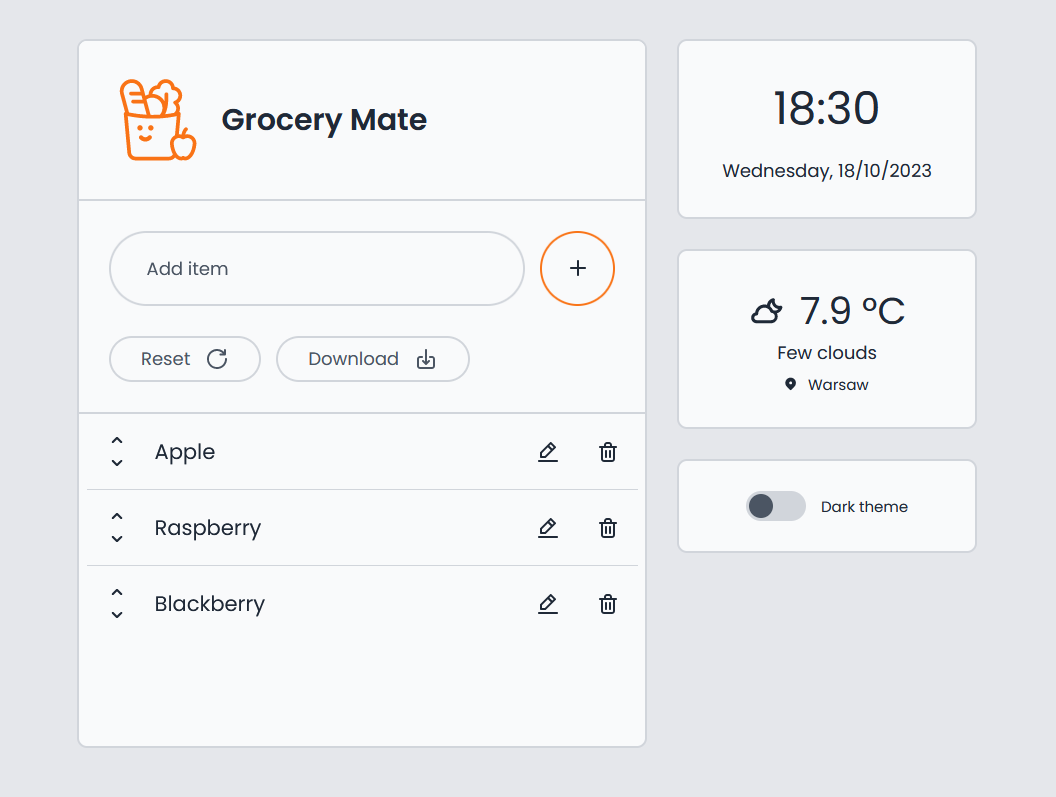 Grocery Mate
Add item
Reset
Download
Apple
Raspberry
Blackberry
18:30
Wednesday, 18/10/2023
7.9 °C
Few clouds
Warsaw
Dark theme